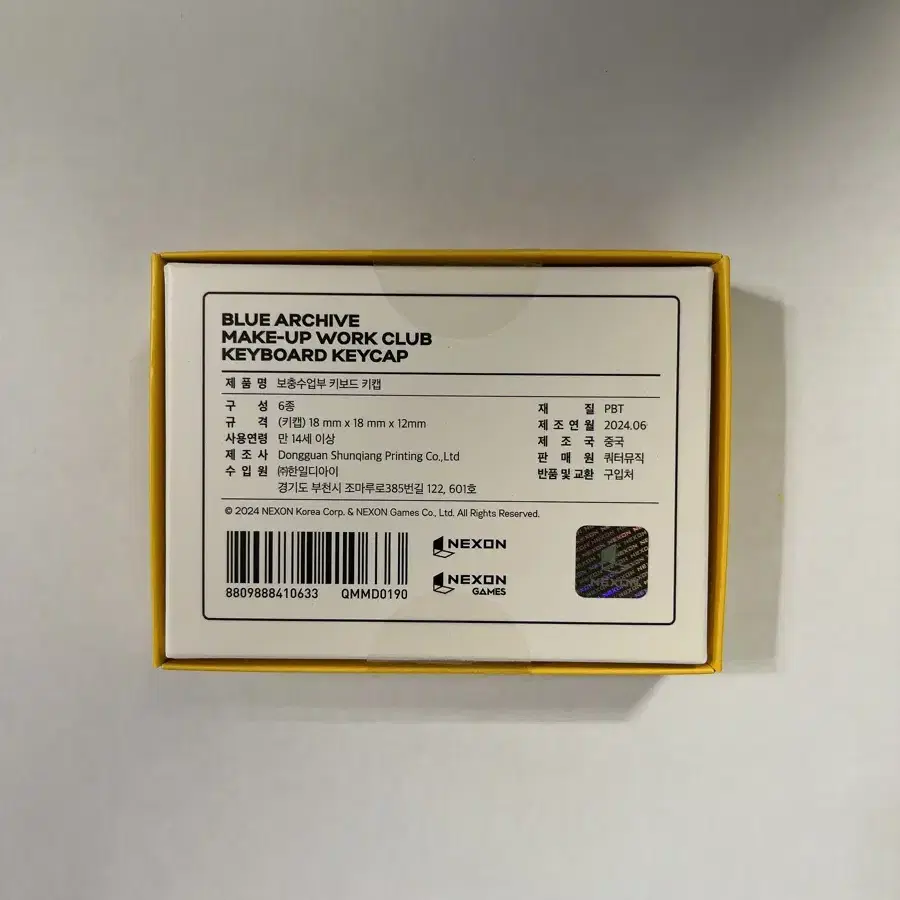 BLUE ARCHIVE
MAKE-UP WORK CLUB
KEYBOARD KEYCAP
제 품 명 보충수업부 키보드 키캡
구 성 6종
규 격 (키캡) 18 mm x 18 mm x 12mm
사용연령 만 14세 이상
제 조 사 Dongguan Shunqiang Printing Co.,Ltd
수 입 원 ㈜한일디아이
경기도 부천시 조마루로385번길 122, 601호
재 질 PBT
제 조 연 월 2024.06
제 조 국 중국
판 매 원 쿼터뮤직
반품 및 교환 구입처
© 2024 NEXON Korea Corp. & NEXON Games Co., Ltd. All Rights Reserved.
8809888410633 QMMD0190
NEXON
NEXON
GAMES
NEXON